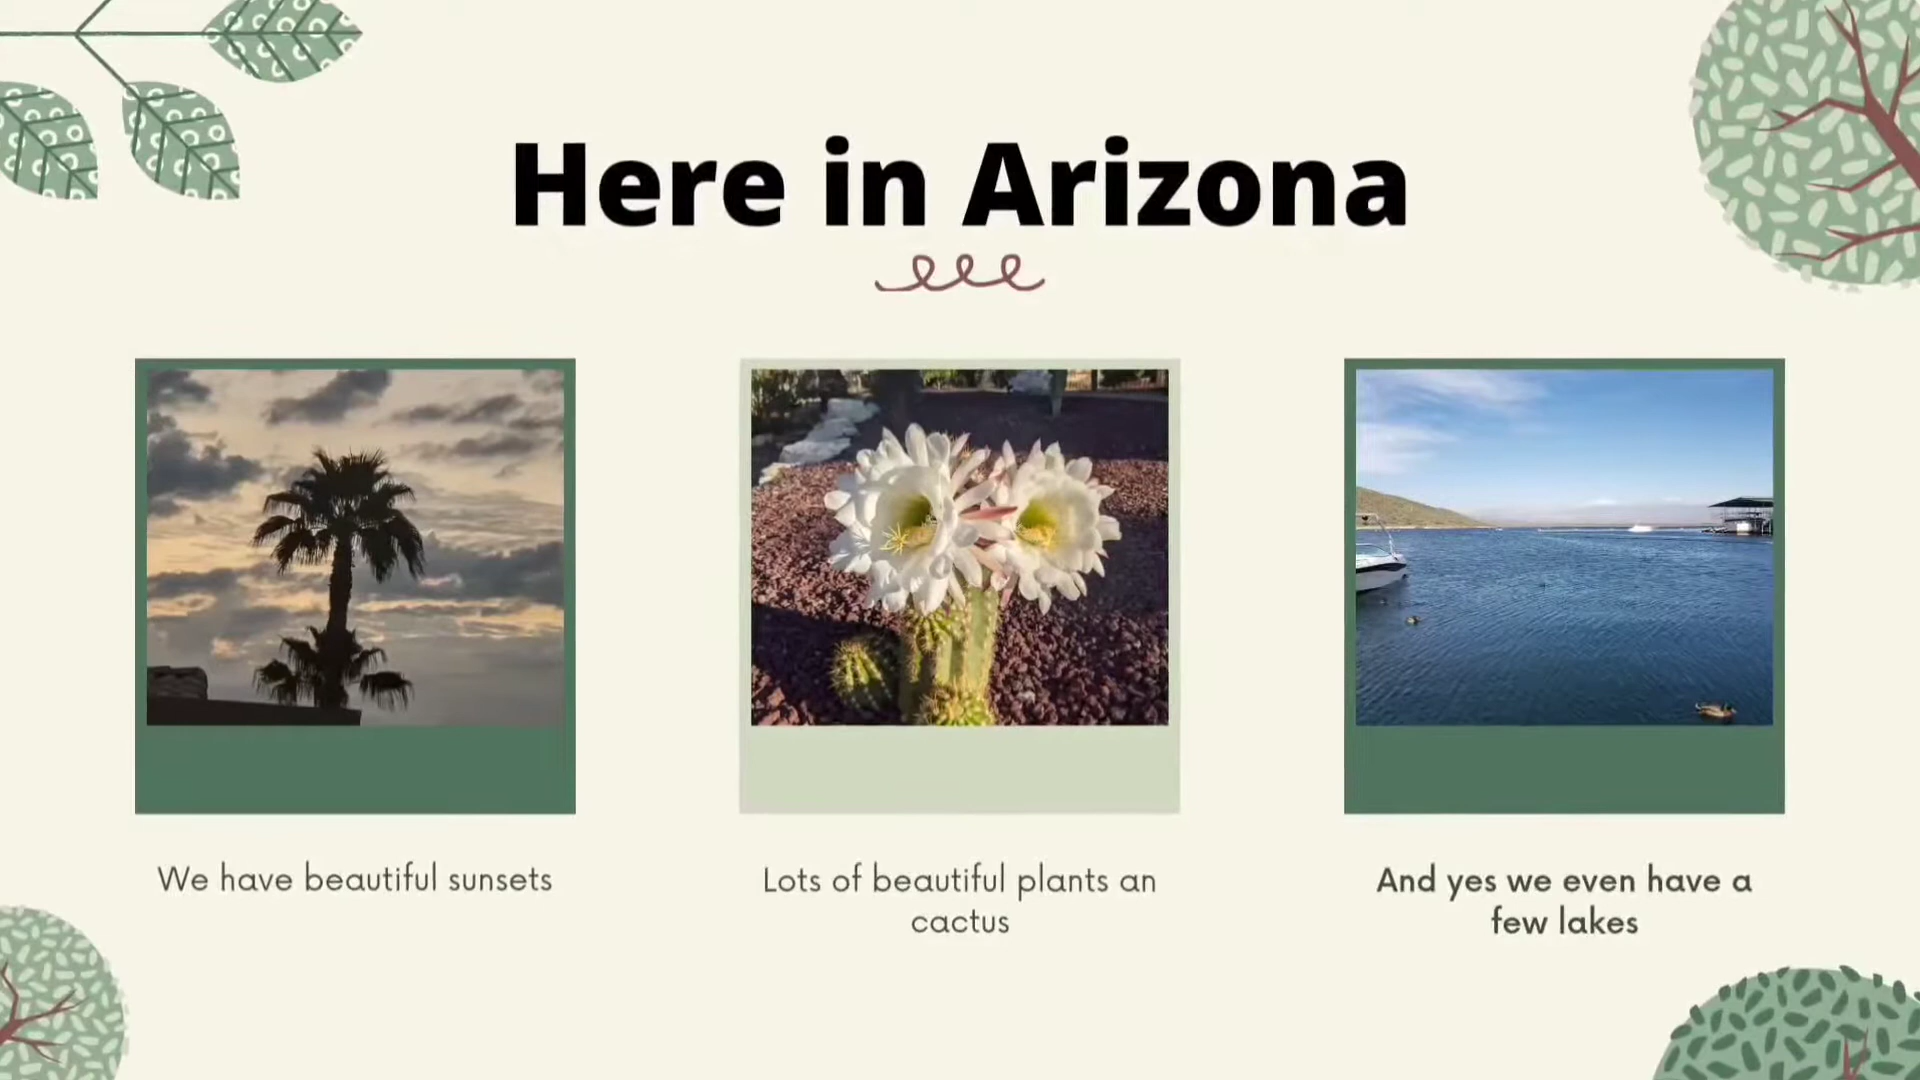 Here in Arizona
We have beautiful sunsets
Lots of beautiful plants an
cactus
And yes we even have a
few lakes